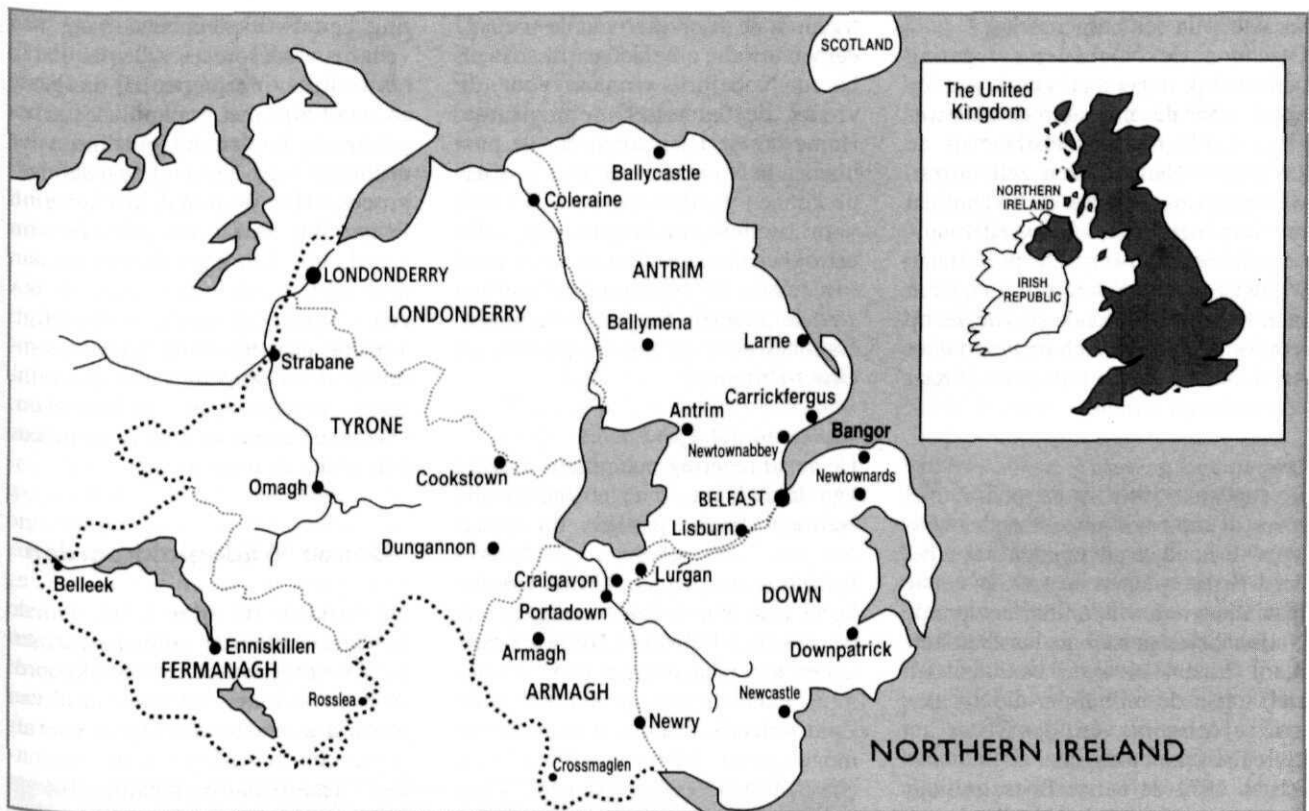 SCOTLAND
The United
Kingdom
NORTHERN
IRELAND
IRISH
REPUBLIC
Ballycastle
Coleraine
LONDONDERRY
ANTRIM
LONDONDERRY
Ballymena
Larne
Strabane
Carrickfergus
Antrim
Bangor
TYRONE
Newtownabbey
Newtownards
Cookstown
Omagh
BELFAST
Lisburn
Dungannon
Belleek
Craigavon
Lurgan
DOWN
Portadown
Enniskillen
Armagh
Downpatrick
FERMANAGH
ARMAGH
Rosslea
Newcastle
Newry
NORTHERN IRELAND
Crossmaglen